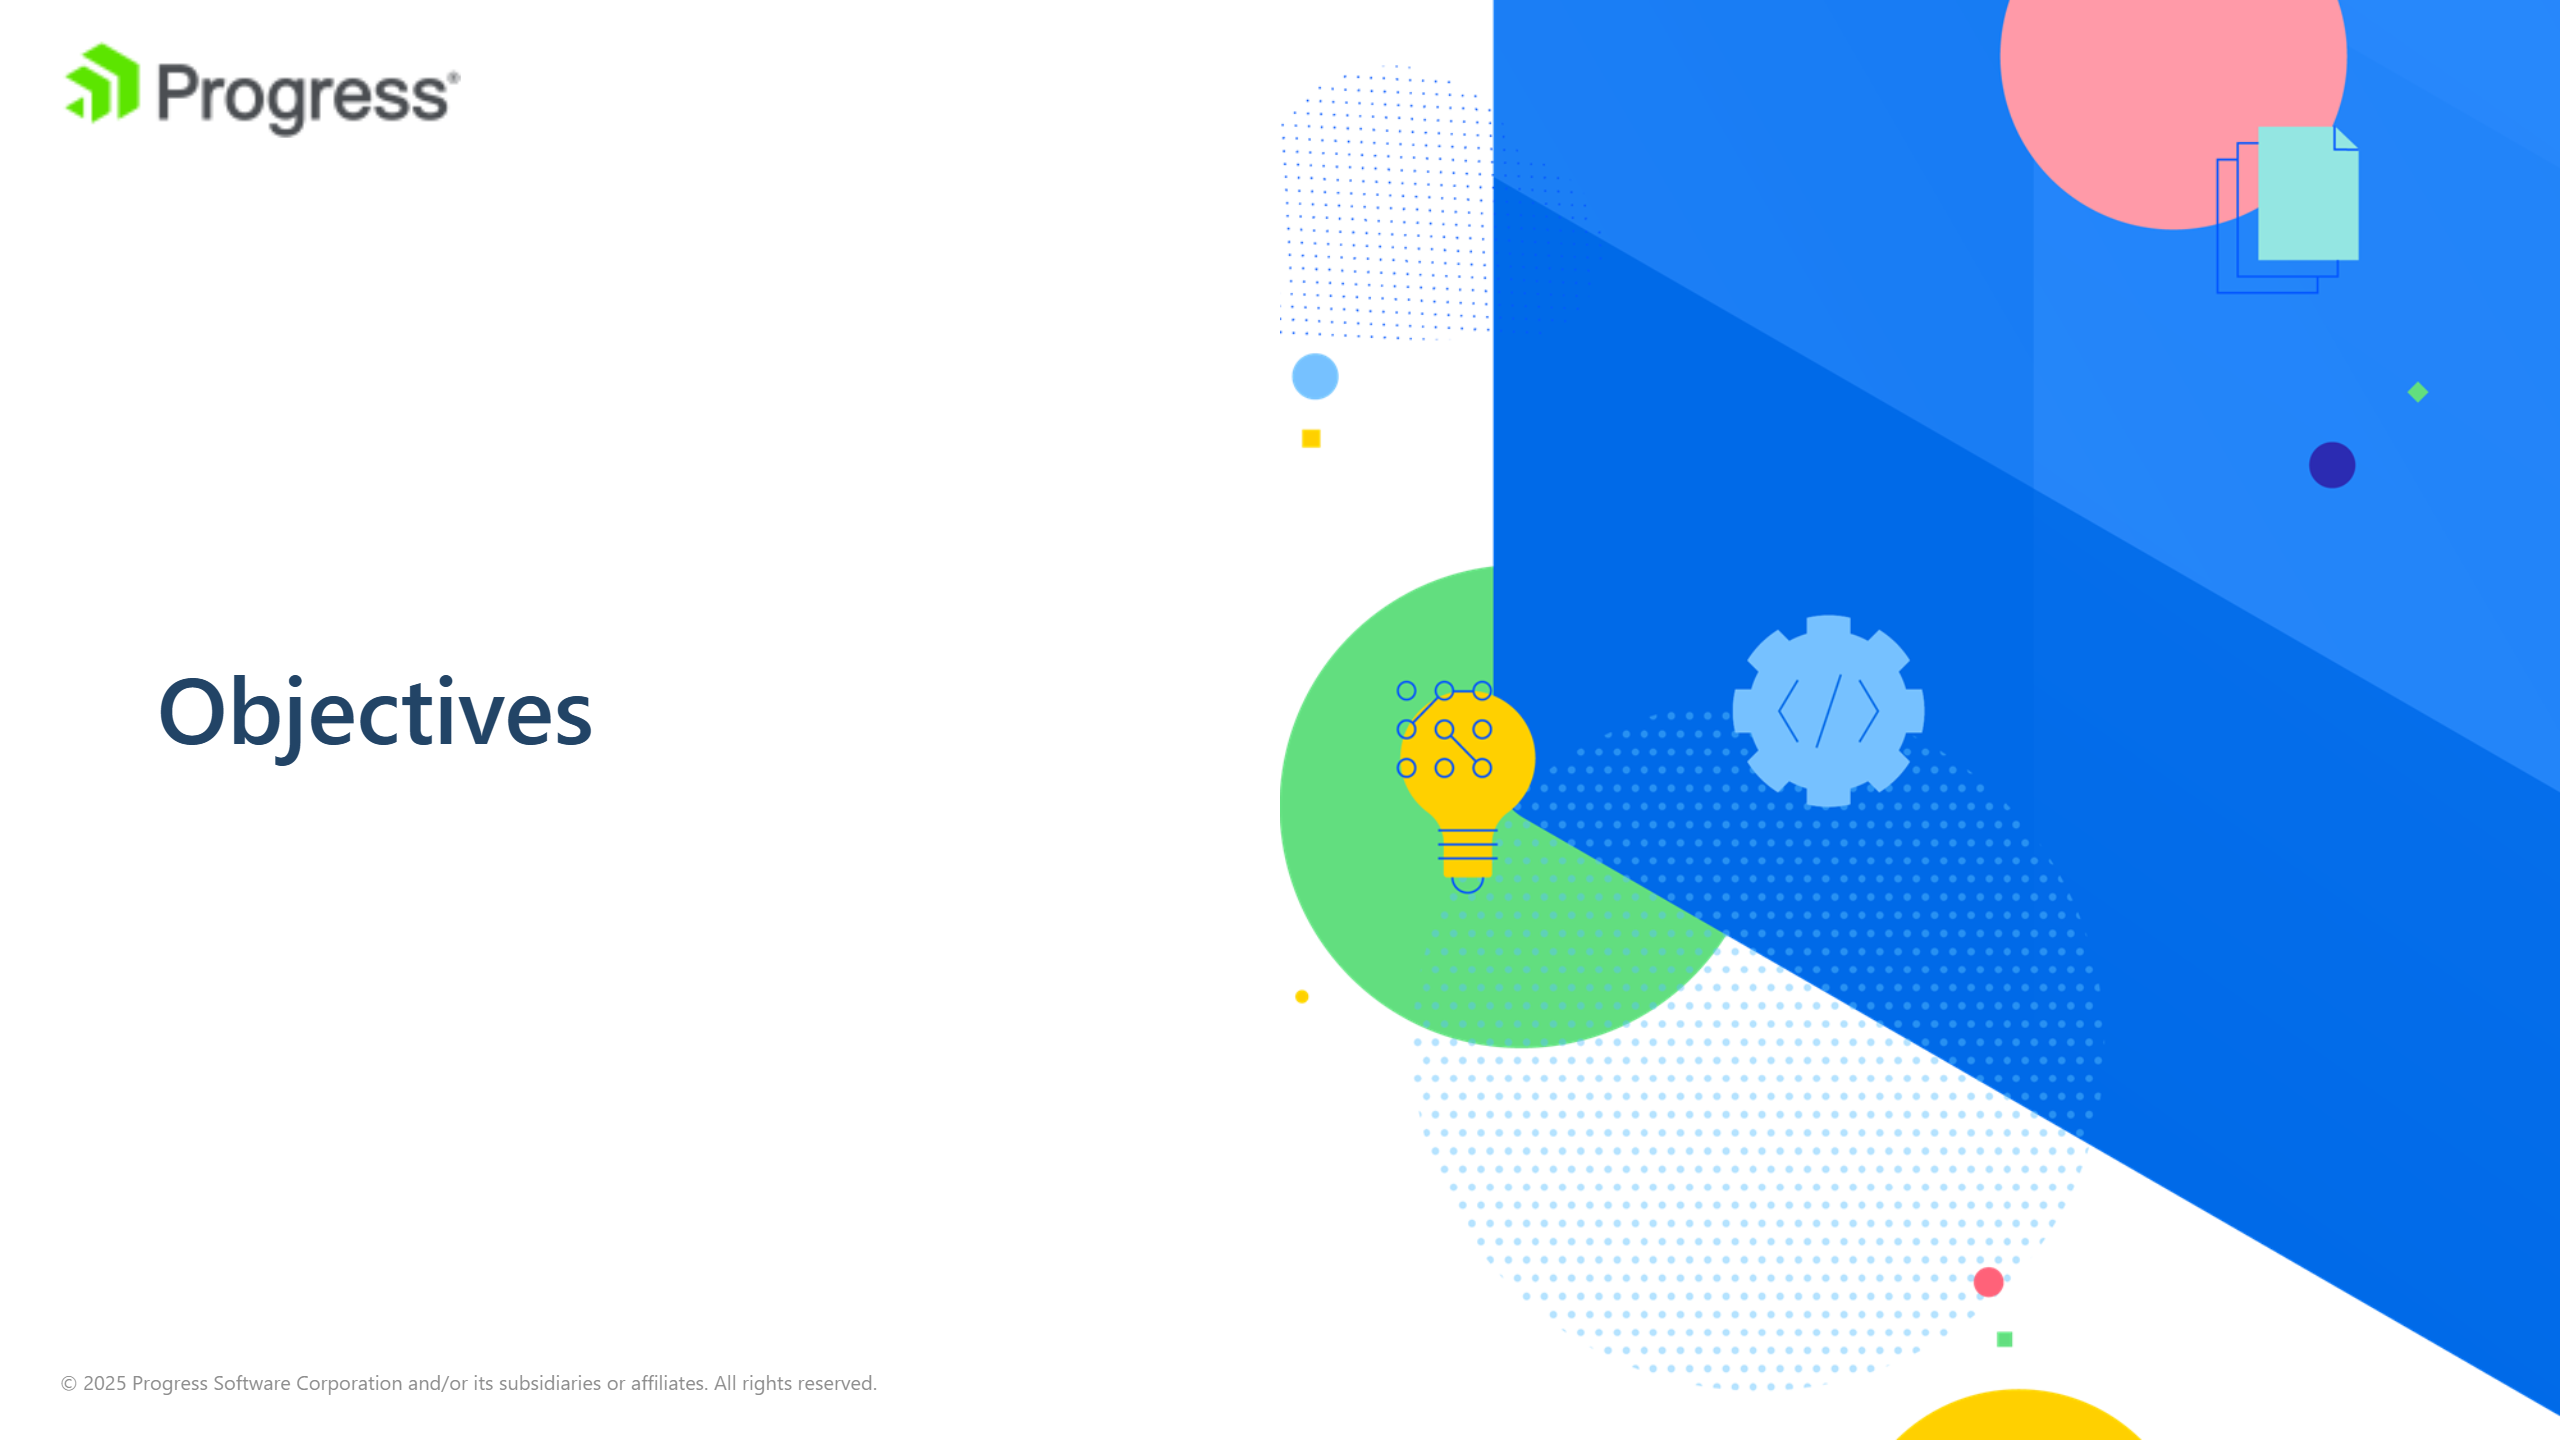 Progress®
Objectives
© 2025 Progress Software Corporation and/or its subsidiaries or affiliates. All rights reserved.